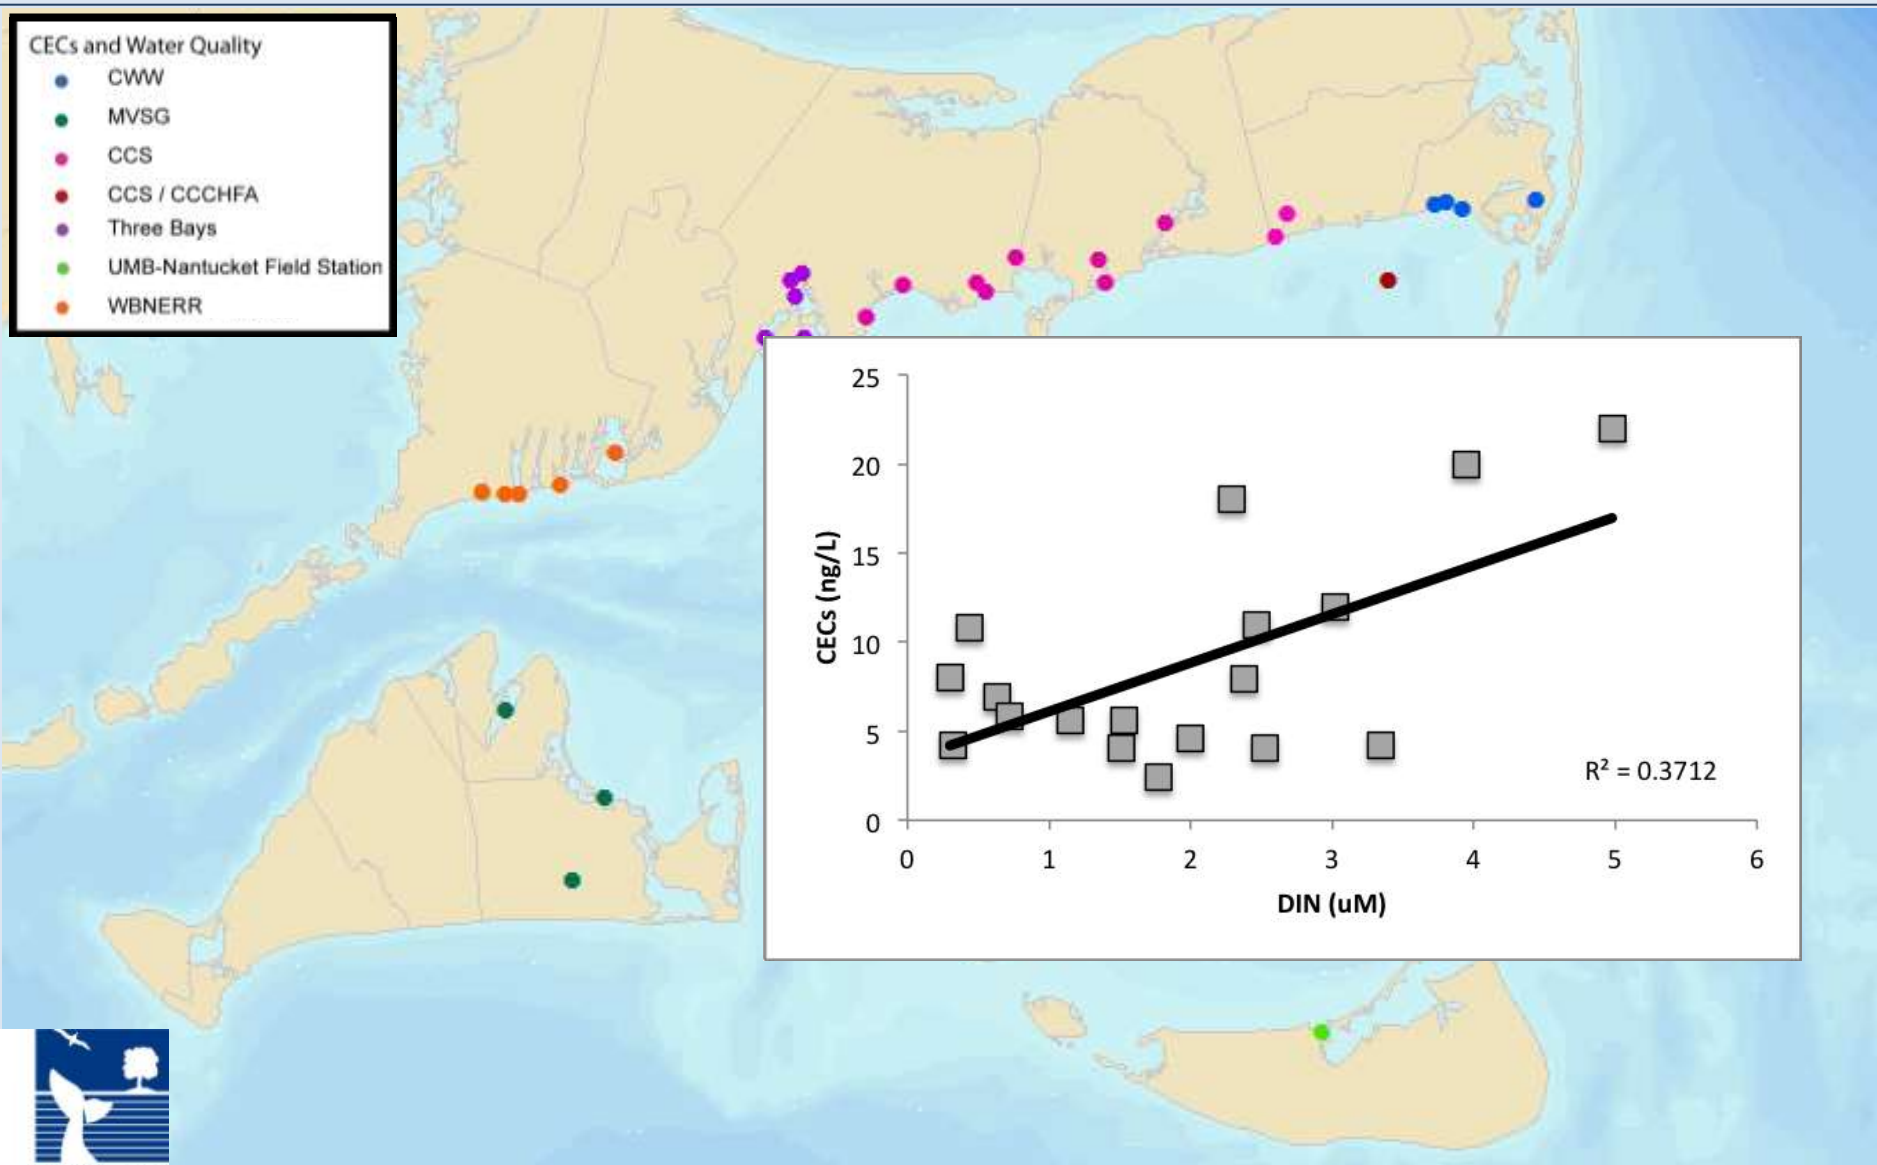 CECs and Water Quality
CWW
MVSG
CCS
CCS / CCCHFA
Three Bays
UMB-Nantucket Field Station
WBNERR
25
20
15
10
5
0
CECs (ng/L)
R² = 0.3712
0 1 2 3 4 5 6
DIN (uM)